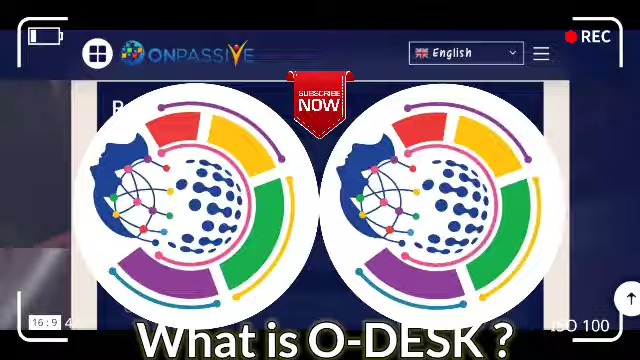 REC
ONPASSIVE
English
SUBSCRIBE
NOW
16:9
ISO 100
What is O-DESK ?